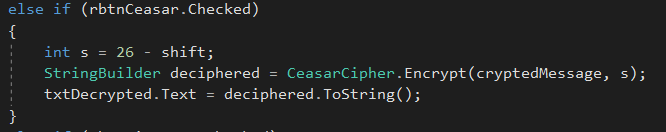 else if (rbtnCeasar.Checked)
{
int s = 26 - shift;
StringBuilder deciphered = CeasarCipher.Encrypt(cryptedMessage, s);
txtDecrypted.Text = deciphered.ToString();
}